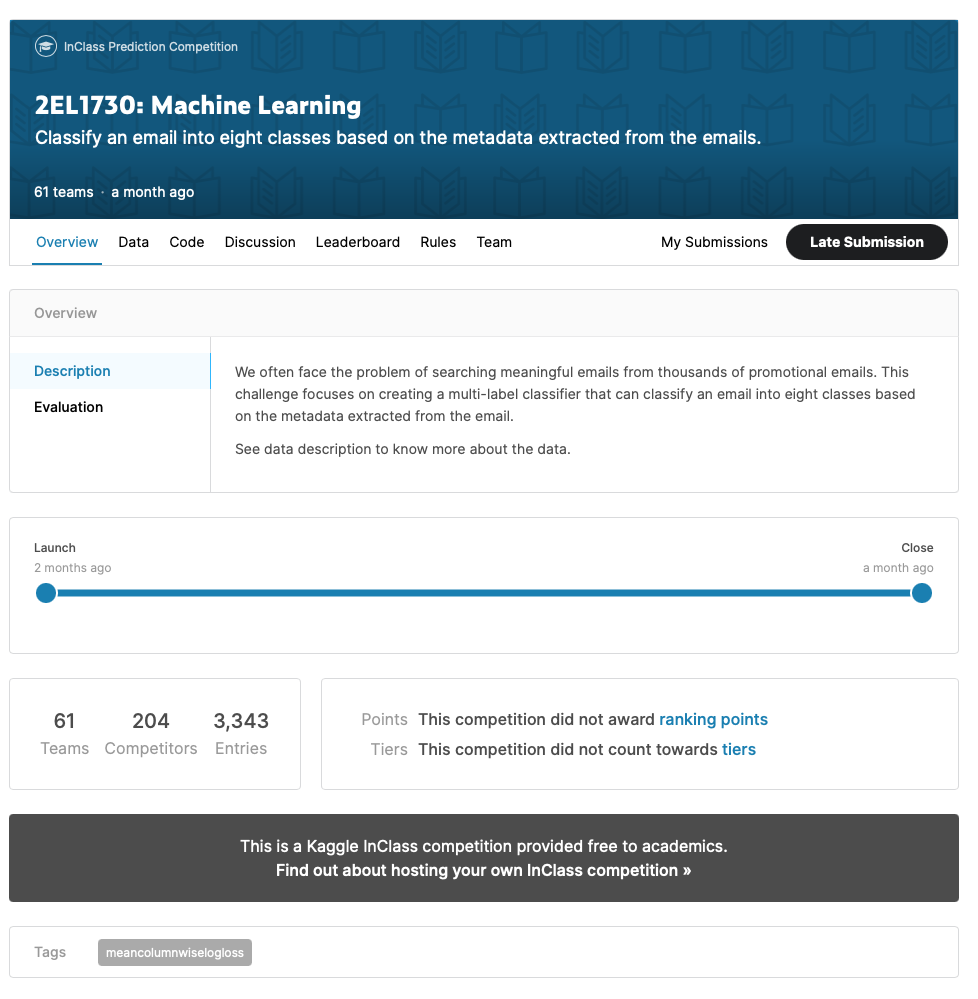 InClass Prediction Competition
2EL1730: Machine Learning
Classify an email into eight classes based on the metadata extracted from the emails.
61 teams · a month ago
Overview Data Code Discussion Leaderboard Rules Team My Submissions Late Submission
Overview
Description
Evaluation
We often face the problem of searching meaningful emails from thousands of promotional emails. This
challenge focuses on creating a multi-label classifier that can classify an email into eight classes based
on the metadata extracted from the email.
See data description to know more about the data.
Launch Close
2 months ago a month ago
61 204 3,343
Teams Competitors Entries
Points This competition did not award ranking points
Tiers This competition did not count towards tiers
This is a Kaggle InClass competition provided free to academics.
Find out about hosting your own InClass competition »
Tags meancolumnwiselogloss